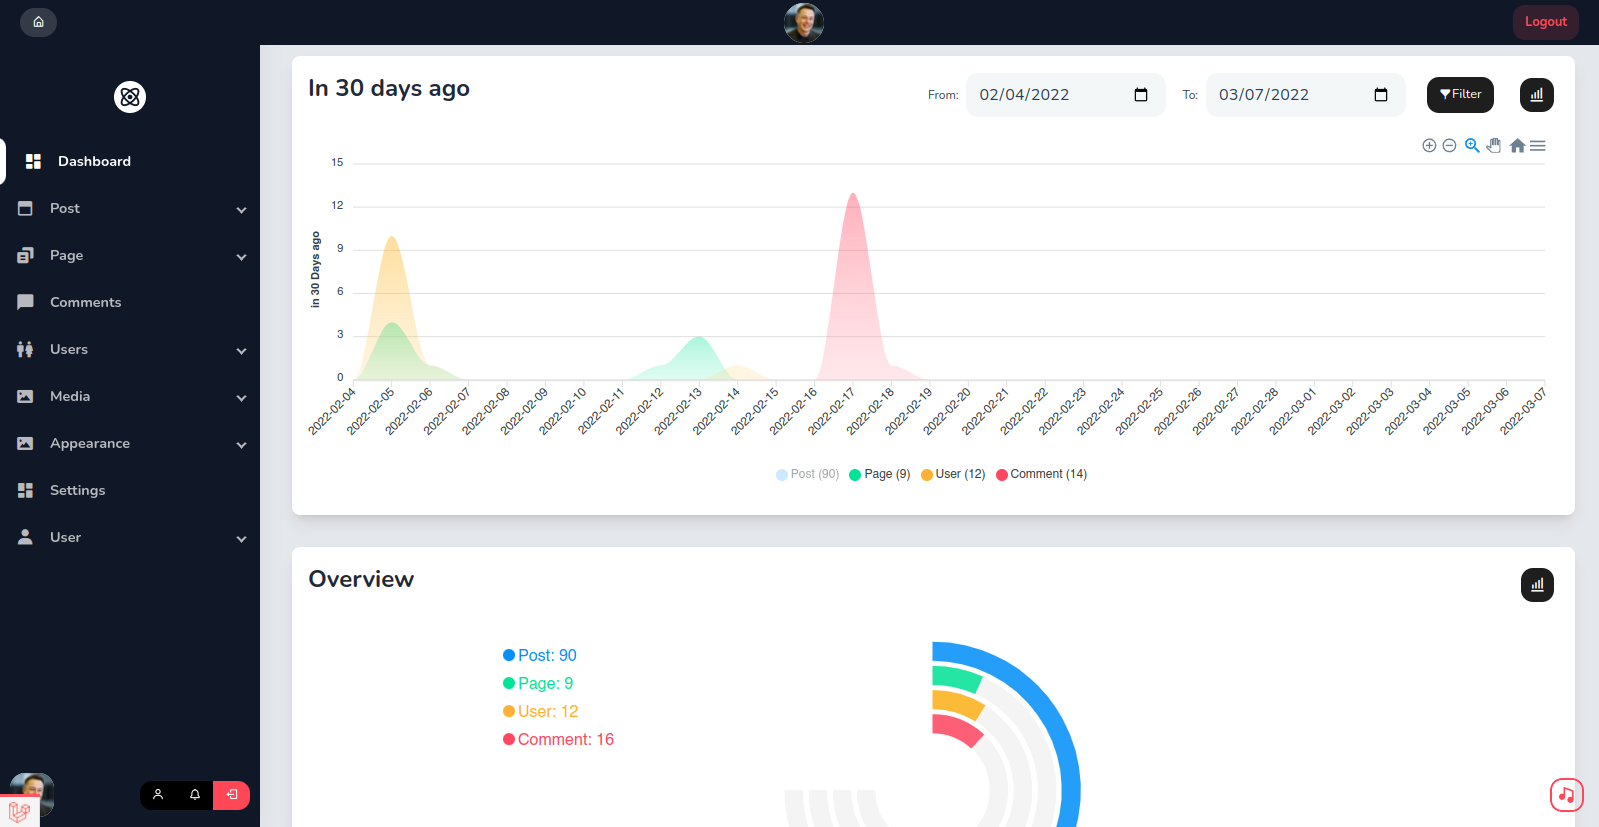 Logout
In 30 days ago
From:
02/04/2022
To:
03/07/2022
Filter
Dashboard
Post
Page
Comments
Users
Media
Appearance
Settings
User
in 30 Days ago
15
12
9
6
3
0
2022-02-04
2022-02-05
2022-02-06
2022-02-07
2022-02-08
2022-02-09
2022-02-10
2022-02-11
2022-02-12
2022-02-13
2022-02-14
2022-02-15
2022-02-16
2022-02-17
2022-02-18
2022-02-19
2022-02-20
2022-02-21
2022-02-22
2022-02-23
2022-02-24
2022-02-25
2022-02-26
2022-02-27
2022-02-28
2022-03-01
2022-03-02
2022-03-03
2022-03-04
2022-03-05
2022-03-06
2022-03-07
Post (90)
Page (9)
User (12)
Comment (14)
Overview
Post: 90
Page: 9
User: 12
Comment: 16